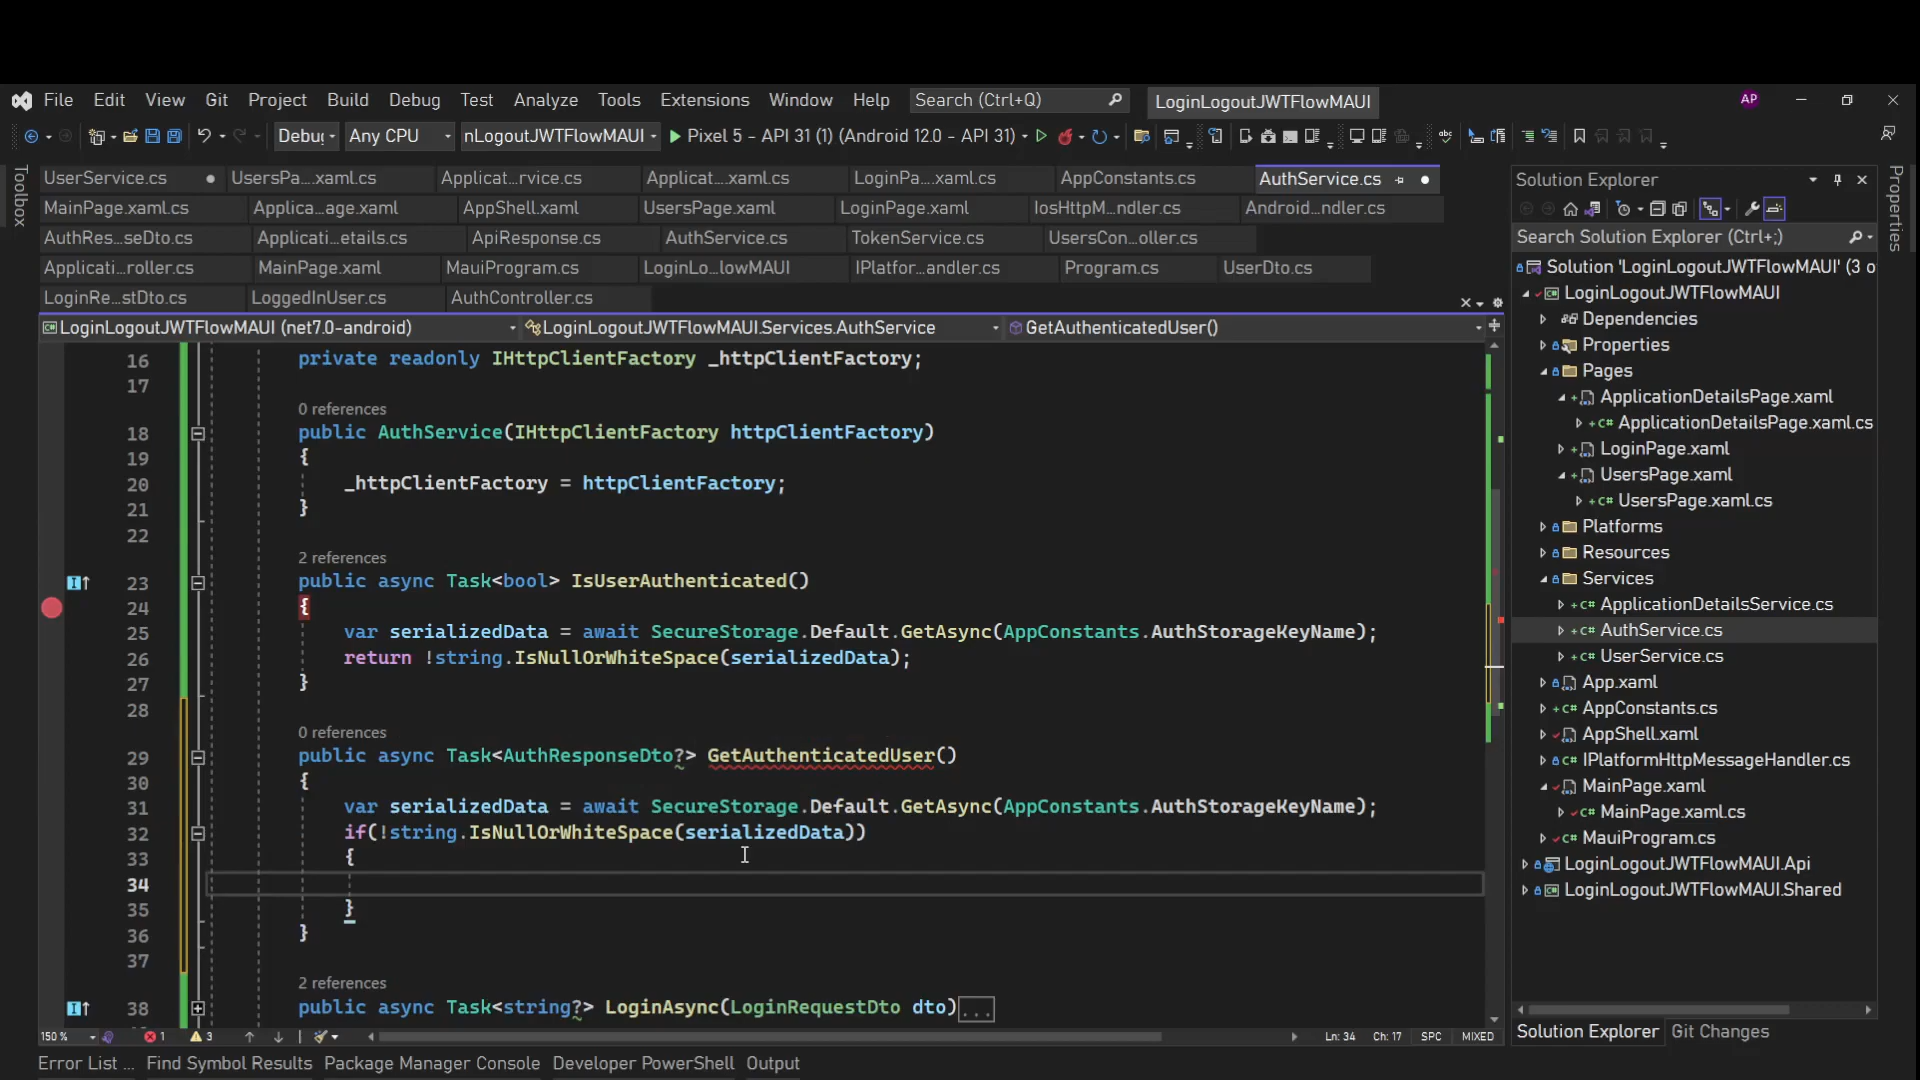 File Edit View Git Project Build Debug Test Analyze Tools Extensions Window Help Search (Ctrl+Q) LoginLogoutJWTFlowMAUI AP
Debug Any CPU nLogoutJWTFlowMAUI Pixel 5 - API 31 (1) (Android 12.0 - API 31)
UserService.cs UsersPa....xaml.cs Applicat...rvice.cs Applicat....xaml.cs LoginPa....xaml.cs AppConstants.cs AuthService.cs
MainPage.xaml.cs Applica...age.xaml AppShell.xaml UsersPage.xaml LoginPage.xaml IosHttpM...ndler.cs Android...ndler.cs
AuthRes...seDto.cs Applicati...etails.cs ApiResponse.cs AuthService.cs TokenService.cs UsersCon...oller.cs
Applicati...roller.cs MainPage.xaml MauiProgram.cs LoginLo...lowMAUI IPlatfor...andler.cs Program.cs UserDto.cs
LoginRe...stDto.cs LoggedInUser.cs AuthController.cs
LoginLogoutJWTFlowMAUI (net7.0-android) LoginLogoutJWTFlowMAUI.Services.AuthService GetAuthenticatedUser()
Toolbox
16 private readonly IHttpClientFactory _httpClientFactory;
17
0 references
18 public AuthService(IHttpClientFactory httpClientFactory)
19 {
20 _httpClientFactory = httpClientFactory;
21 }
22
2 references
23 public async Task<bool> IsUserAuthenticated()
24 {
25 var serializedData = await SecureStorage.Default.GetAsync(AppConstants.AuthStorageKeyName);
26 return !string.IsNullOrWhiteSpace(serializedData);
27 }
28
0 references
29 public async Task<AuthResponseDto?> GetAuthenticatedUser()
30 {
31 var serializedData = await SecureStorage.Default.GetAsync(AppConstants.AuthStorageKeyName);
32 if(!string.IsNullOrWhiteSpace(serializedData))
33 {
34
35 }
36 }
37
2 references
38 public async Task<string?> LoginAsync(LoginRequestDto dto)...
150 % 1 3 Ln: 34 Ch: 17 SPC MIXED
Error List ... Find Symbol Results Package Manager Console Developer PowerShell Output
Solution Explorer
Search Solution Explorer (Ctrl+;)
Solution 'LoginLogoutJWTFlowMAUI' (3 o
LoginLogoutJWTFlowMAUI
Dependencies
Properties
Pages
ApplicationDetailsPage.xaml
ApplicationDetailsPage.xaml.cs
LoginPage.xaml
UsersPage.xaml
UsersPage.xaml.cs
Platforms
Resources
Services
ApplicationDetailsService.cs
AuthService.cs
UserService.cs
App.xaml
AppConstants.cs
AppShell.xaml
IPlatformHttpMessageHandler.cs
MainPage.xaml
MainPage.xaml.cs
MauiProgram.cs
LoginLogoutJWTFlowMAUI.Api
LoginLogoutJWTFlowMAUI.Shared
Solution Explorer Git Changes
Properties